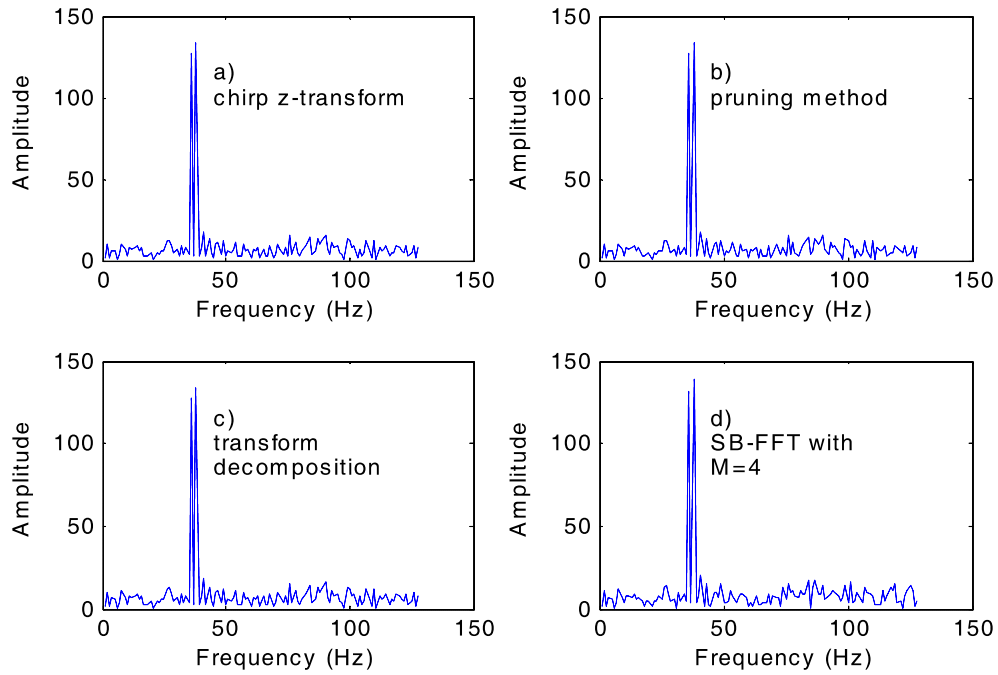 150
100
50
0
Amplitude
a)
chirp z-transform
0 50 100 150
Frequency (Hz)
150
100
50
0
Amplitude
b)
pruning method
0 50 100 150
Frequency (Hz)
150
100
50
0
Amplitude
c)
transform
decomposition
0 50 100 150
Frequency (Hz)
150
100
50
0
Amplitude
d)
SB-FFT with
M=4
0 50 100 150
Frequency (Hz)